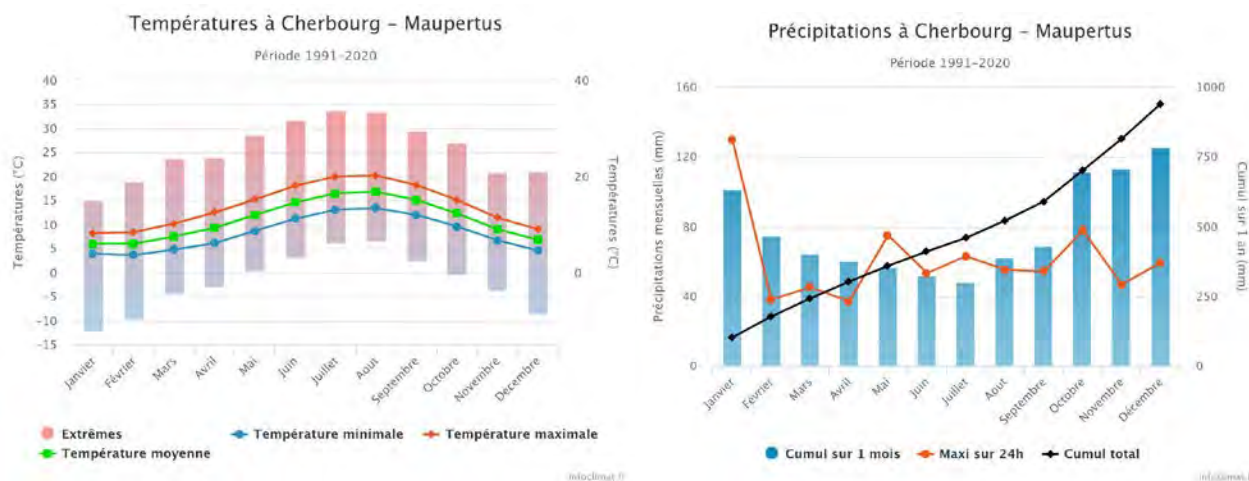 Températures à Cherbourg – Maupertus
Période 1991–2020
40
35
30
25
20
15
10
5
0
-5
-10
-15
Températures (°C)
40
20
0
Températures (°C)
Janvier
Février
Mars
Avril
Mai
Juin
Juillet
Aout
Septembre
Octobre
Novembre
Décembre
Extrêmes
Température minimale
Température maximale
Température moyenne
infoclimat.fr
Précipitations à Cherbourg – Maupertus
Période 1991–2020
160
120
80
40
0
Précipitations mensuelles (mm)
1000
750
500
250
0
Cumul sur 1 an (mm)
Janvier
Février
Mars
Avril
Mai
Juin
Juillet
Aout
Septembre
Octobre
Novembre
Décembre
Cumul sur 1 mois
Maxi sur 24h
Cumul total